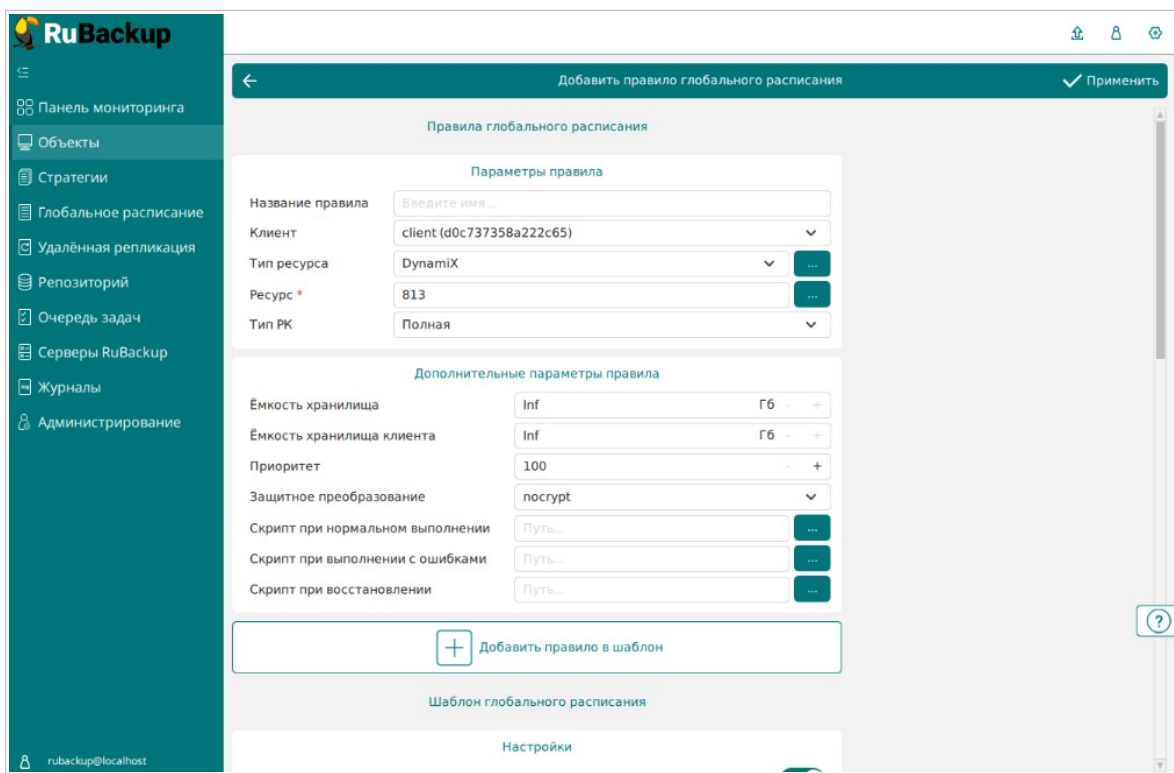 RuBackup
Панель мониторинга
Объекты
Стратегии
Глобальное расписание
Удалённая репликация
Репозиторий
Очередь задач
Серверы RuBackup
Журналы
Администрирование
rubackup@localhost
Добавить правило глобального расписания
Применить
Правила глобального расписания
Параметры правила
Название правила Введите имя ..
Клиент client (d0c737358a222c65)
Тип ресурса DynamiX ...
Ресурс * 813 ...
Тип РК Полная
Дополнительные параметры правила
Ёмкость хранилища Inf Гб - +
Ёмкость хранилища клиента Inf Гб - +
Приоритет 100 - +
Защитное преобразование nocrypt
Скрипт при нормальном выполнении Путь... ...
Скрипт при выполнении с ошибками Путь... ...
Скрипт при восстановлении Путь... ...
Добавить правило в шаблон
?
Шаблон глобального расписания
Настройки